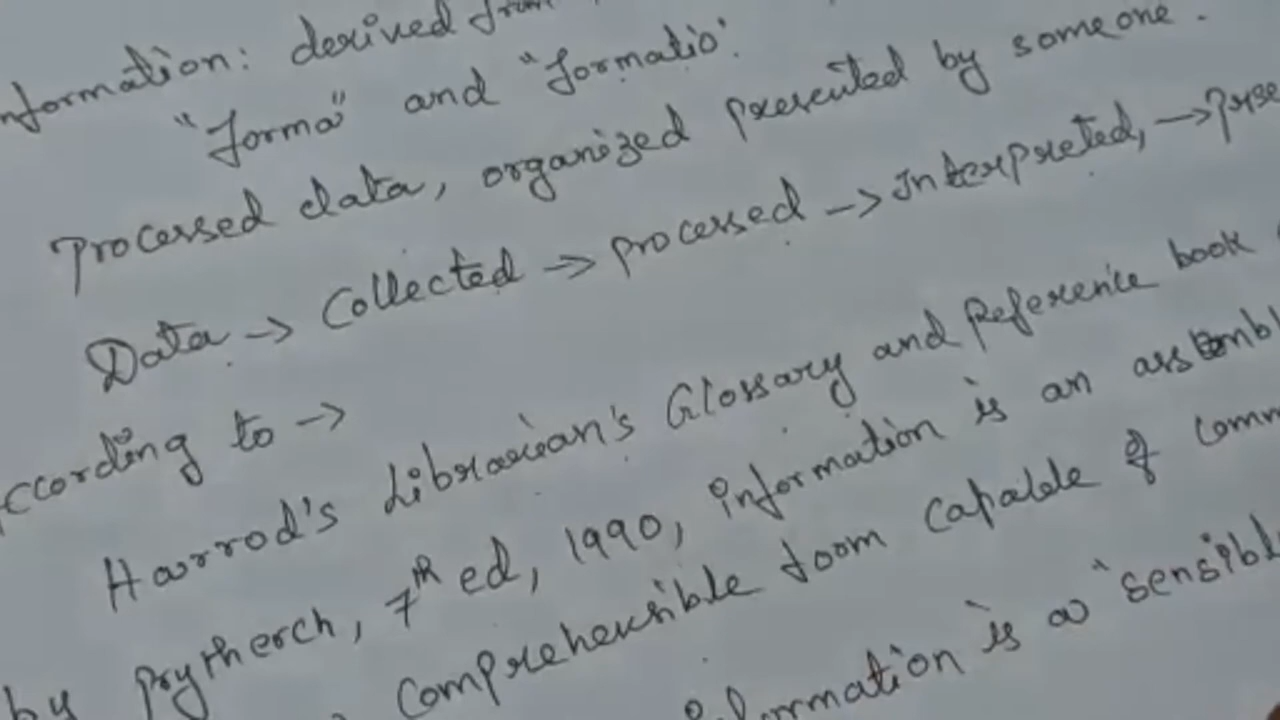 nformation: derived from
"forma" and "formatio".
Processed data, organized presented by someone.
Data -> Collected -> processed -> Interpreted, -> prse
ccording to ->
Harrod's Librarian's Glossary and Reference book
by Prytherch, 7th ed, 1990, information is an assembl
comprehensible form capable of comm
formation is a "sensibl